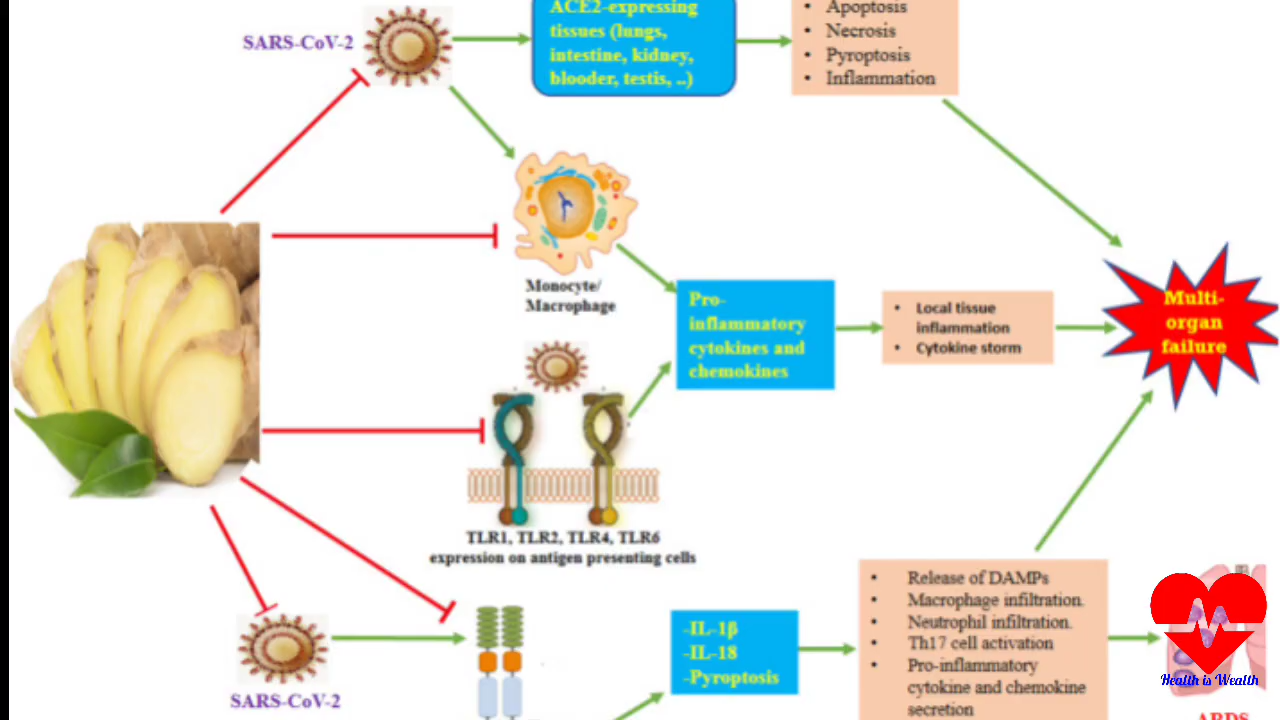 ACE2-expressing
tissues (lungs,
intestine, kidney,
blooder, testis, ..)
• Apoptosis
• Necrosis
• Pyroptosis
• Inflammation
SARS-CoV-2
Monocyte/
Macrophage
Pro-
inflammatory
cytokines and
chemokines
• Local tissue
inflammation
• Cytokine storm
Multi-
organ
failure
TLR1, TLR2, TLR4, TLR6
expression on antigen presenting cells
SARS-CoV-2
-IL-1β
-IL-18
-Pyroptosis
• Release of DAMPs
• Macrophage infiltration.
• Neutrophil infiltration.
• Th17 cell activation
• Pro-inflammatory
cytokine and chemokine
secretion
Health is Wealth
ARDS